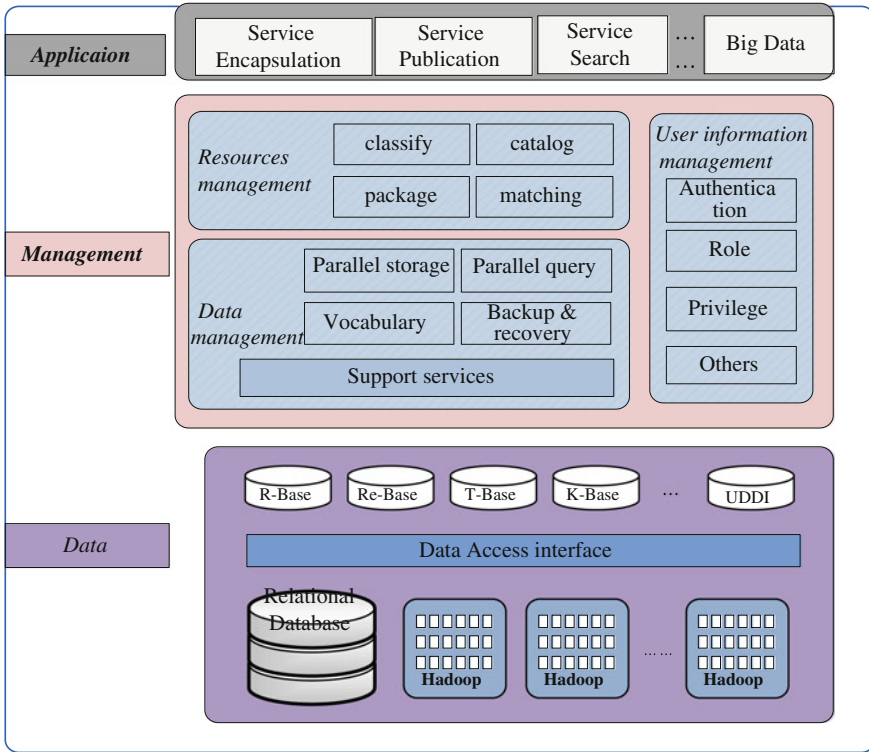 Applicaion
Service
Encapsulation
Service
Publication
Service
Search
...
...
Big Data
Management
Resources
management
classify
catalog
package
matching
Data
management
Parallel storage
Parallel query
Vocabulary
Backup &
recovery
Support services
User information
management
Authentica
tion
Role
Privilege
Others
Data
R-Base
Re-Base
T-Base
K-Base
...
UDDI
Data Access interface
Relational
Database
Hadoop
Hadoop
... ...
Hadoop